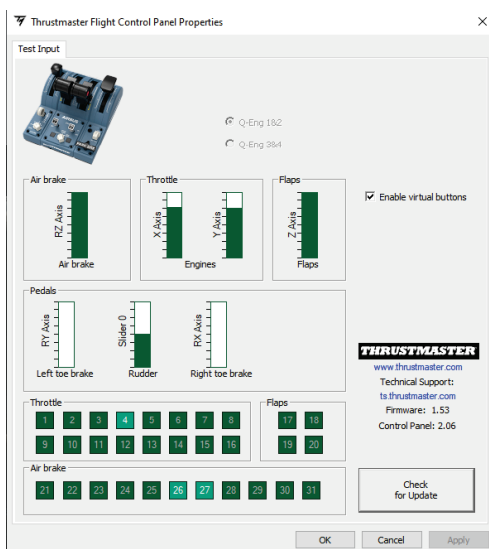 Thrustmaster Flight Control Panel Properties
Test Input
Q-Eng 1&2
Q-Eng 3&4
Air brake
RZ Axis
Air brake
Throttle
X Axis
Y Axis
Engines
Flaps
Z Axis
Flaps
Enable virtual buttons
Pedals
RY Axis
Left toe brake
Slider 0
Rudder
RX Axis
Right toe brake
THRUSTMASTER
www.thrustmaster.com
Technical Support:
ts.thrustmaster.com
Firmware: 1.53
Control Panel: 2.06
Throttle
1 2 3 4 5 6 7 8
9 10 11 12 13 14 15 16
Flaps
17 18
19 20
Air brake
21 22 23 24 25 26 27 28 29 30 31
Check
for Update
OK Cancel Apply